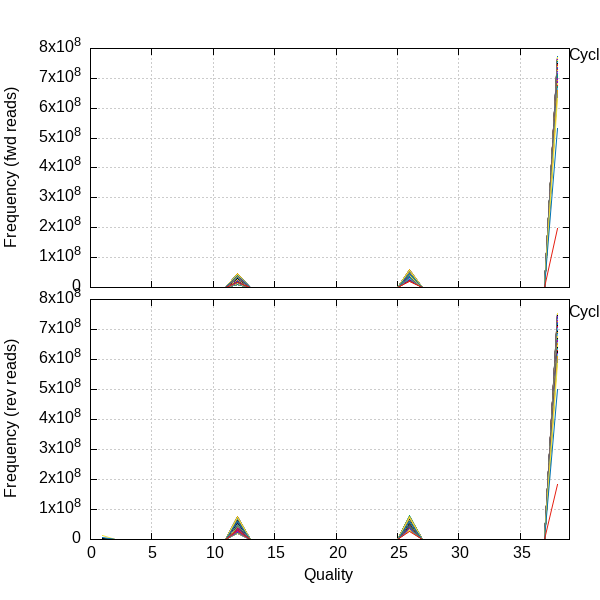 8x10^8
Cycl
7x10^8
6x10^8
5x10^8
4x10^8
3x10^8
2x10^8
1x10^8
0
Frequency (fwd reads)
8x10^8
Cycl
7x10^8
6x10^8
5x10^8
4x10^8
3x10^8
2x10^8
1x10^8
0
Frequency (rev reads)
0 5 10 15 20 25 30 35
Quality